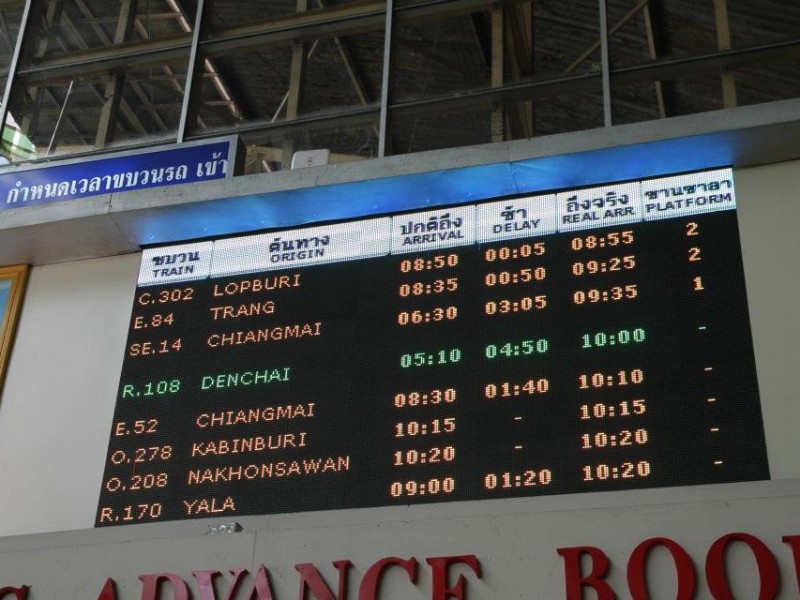 กำหนดเวลาขบวนรถ เข้า
ขบวน ต้นทาง ปกติถึง ช้า ถึงจริง ชานชาลา
TRAIN ORIGIN ARRIVAL DELAY REAL ARR PLATFORM
C.302 LOPBURI 08:50 00:05 08:55 2
E.84 TRANG 08:35 00:50 09:25 2
SE.14 CHIANGMAI 06:30 03:05 09:35 1
R.108 DENCHAI 05:10 04:50 10:00 -
E.52 CHIANGMAI 08:30 01:40 10:10 -
O.278 KABINBURI 10:15 - 10:15 -
O.208 NAKHONSAWAN 10:20 - 10:20 -
R.170 YALA 09:00 01:20 10:20 -
ADVANCE